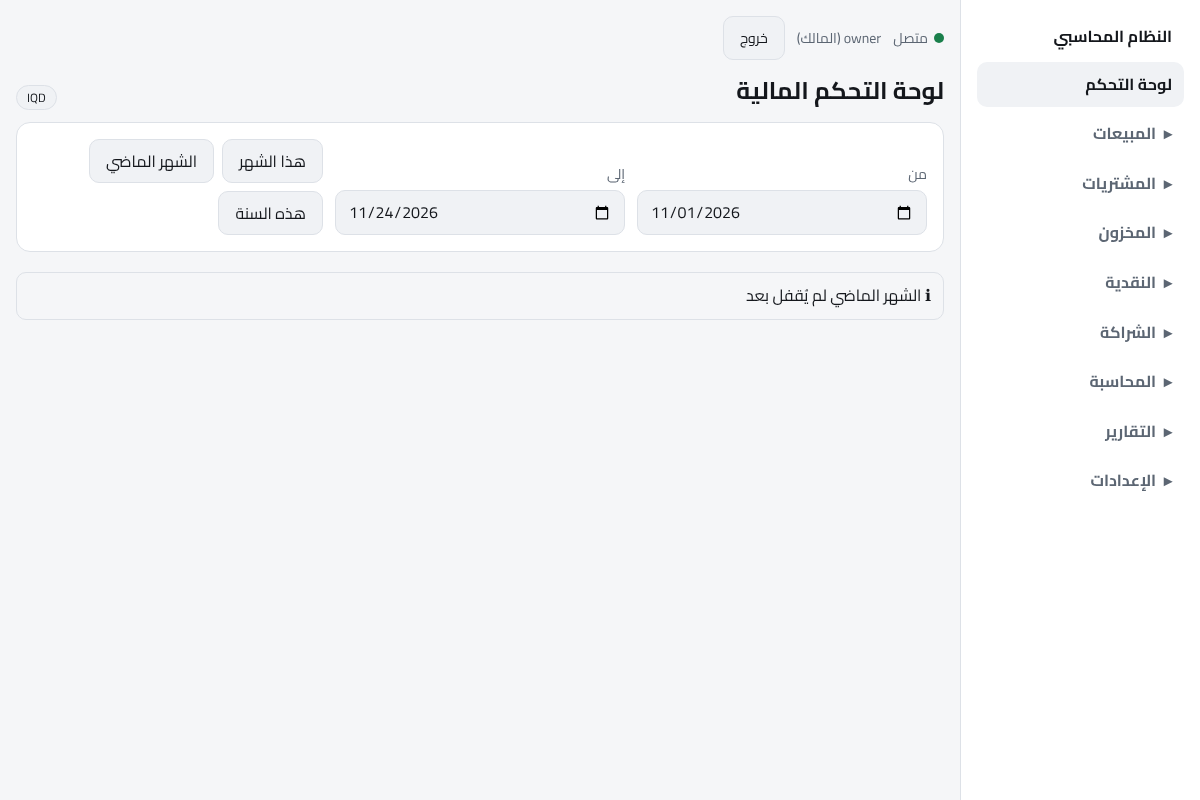 النظام المحاسبي
لوحة التحكم
◂ المبيعات
◂ المشتريات
◂ المخزون
◂ النقدية
◂ الشراكة
◂ المحاسبة
◂ التقارير
◂ الإعدادات
متصل owner (المالك) خروج
لوحة التحكم المالية
IQD
من
11/01/2026
إلى
11/24/2026
هذا الشهر الشهر الماضي
هذه السنة
ℹ الشهر الماضي لم يُقفل بعد